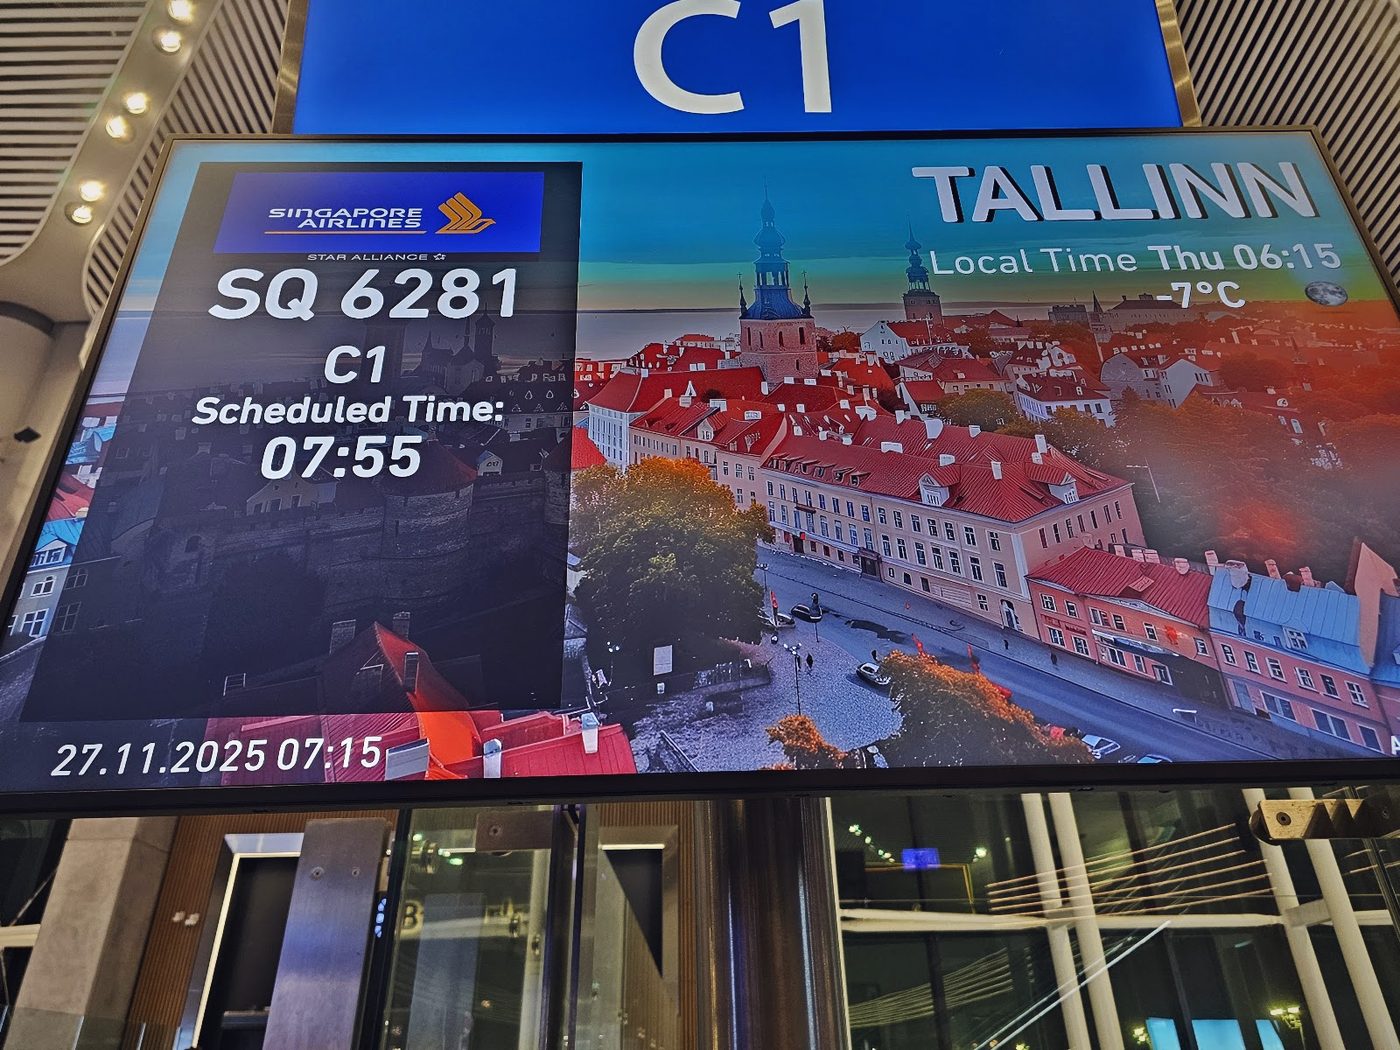 C1
SINGAPORE
AIRLINES
STAR ALLIANCE
SQ 6281
C1
Scheduled Time:
07:55
TALLINN
Local Time Thu 06:15
-7°C
27.11.2025 07:15